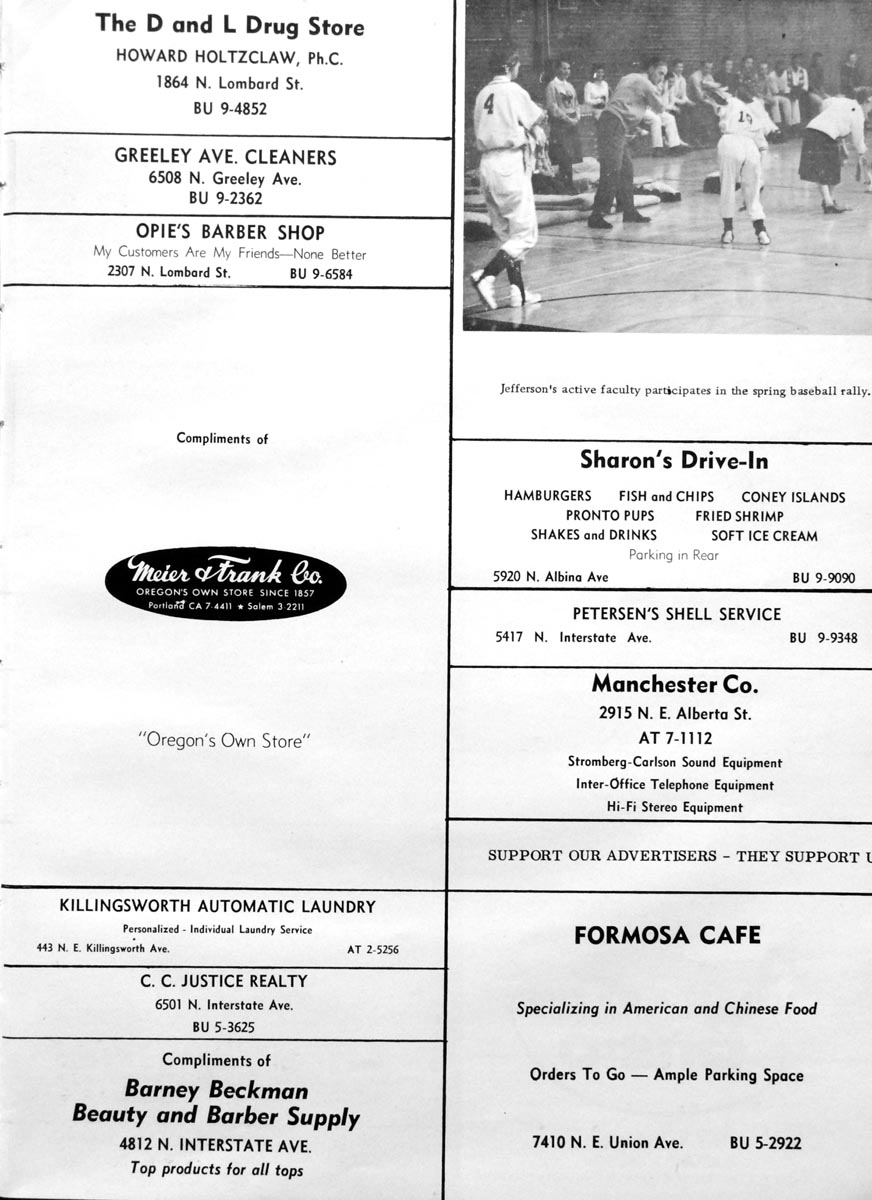 The D and L Drug Store
HOWARD HOLTZCLAW, Ph.C.
1864 N. Lombard St.
BU 9-4852
GREELEY AVE. CLEANERS
6508 N. Greeley Ave.
BU 9-2362
OPIE'S BARBER SHOP
My Customers Are My Friends—None Better
2307 N. Lombard St. BU 9-6584
Compliments of
Meier & Frank Co.
OREGON'S OWN STORE SINCE 1857
Portland CA 7-4411 ★ Salem 3 2211
"Oregon's Own Store"
KILLINGSWORTH AUTOMATIC LAUNDRY
Personalized - Individual Laundry Service
443 N. E. Killingsworth Ave. AT 2-5256
C. C. JUSTICE REALTY
6501 N. Interstate Ave.
BU 5-3625
Compliments of
Barney Beckman
Beauty and Barber Supply
4812 N. INTERSTATE AVE.
Top products for all tops
4
14
Jefferson's active faculty participates in the spring baseball rally.
Sharon's Drive-In
HAMBURGERS FISH and CHIPS CONEY ISLANDS
PRONTO PUPS FRIED SHRIMP
SHAKES and DRINKS SOFT ICE CREAM
Parking in Rear
5920 N. Albina Ave BU 9-9090
PETERSEN'S SHELL SERVICE
5417 N. Interstate Ave. BU 9-9348
Manchester Co.
2915 N. E. Alberta St.
AT 7-1112
Stromberg-Carlson Sound Equipment
Inter-Office Telephone Equipment
Hi-Fi Stereo Equipment
SUPPORT OUR ADVERTISERS - THEY SUPPORT U
FORMOSA CAFE
Specializing in American and Chinese Food
Orders To Go — Ample Parking Space
7410 N. E. Union Ave. BU 5-2922